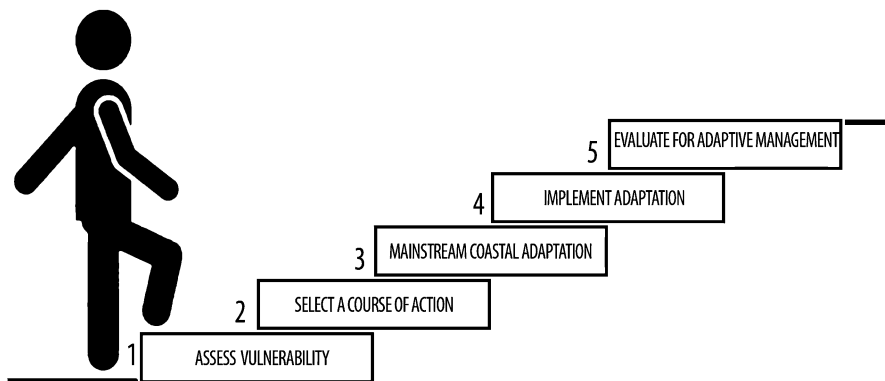 5 EVALUATE FOR ADAPTIVE MANAGEMENT
4 IMPLEMENT ADAPTATION
3 MAINSTREAM COASTAL ADAPTATION
2 SELECT A COURSE OF ACTION
1 ASSESS VULNERABILITY